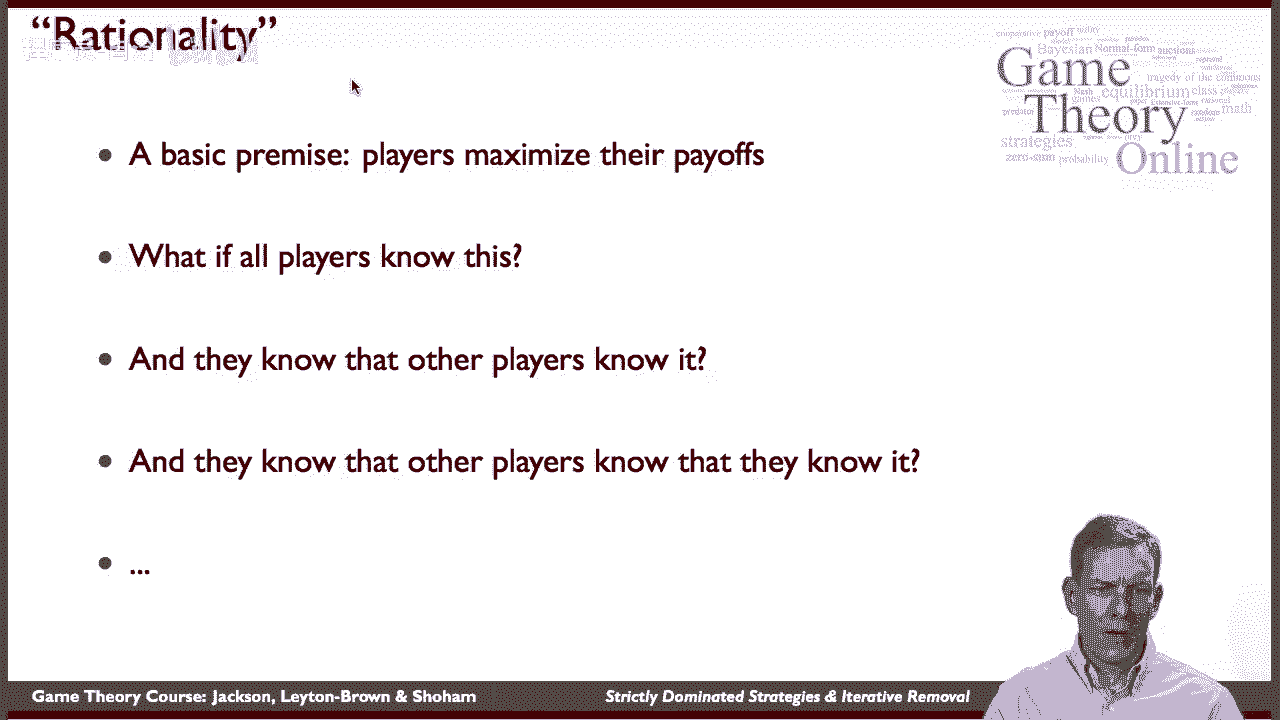 “Rationality”
cooperative payoff utility
Bayesian Normal-form auctions
Game
tragedy of the commons
Nash equilibrium class
games
Theory
math
predator
random
strategies
zero-sum probability
Online
A basic premise: players maximize their payoffs
What if all players know this?
And they know that other players know it?
And they know that other players know that they know it?
...
Game Theory Course: Jackson, Leyton-Brown & Shoham
Strictly Dominated Strategies & Iterative Removal